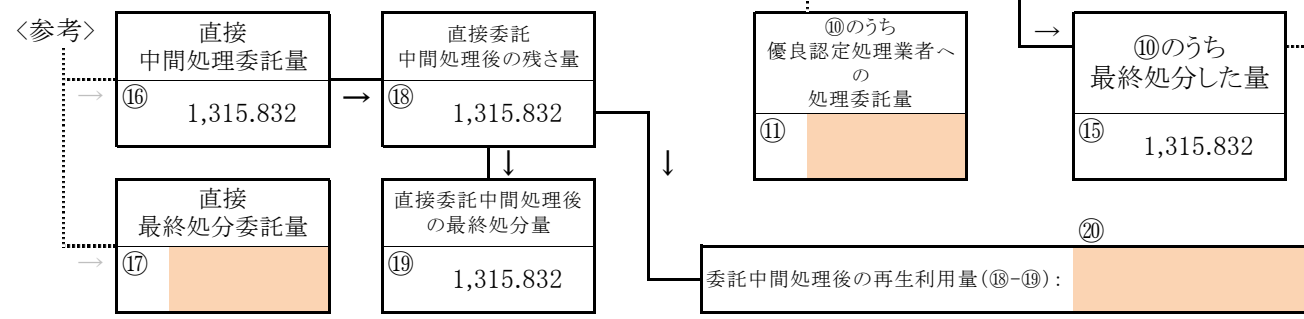 〈参考〉
直接
中間処理委託量
→
⑯
1,315.832
→
直接委託
中間処理後の残さ量
⑱
1,315.832
⑩のうち
優良認定処理業者へ
の
処理委託量
⑪
→
⑩のうち
最終処分した量
⑮
1,315.832
↓
↓
直接
最終処分委託量
→
⑰
直接委託中間処理後
の最終処分量
⑲
1,315.832
⑳
委託中間処理後の再生利用量(⑱-⑲):